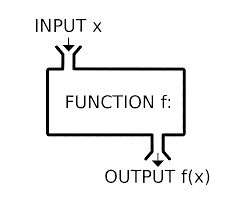 INPUT x
FUNCTION f:
OUTPUT f(x)